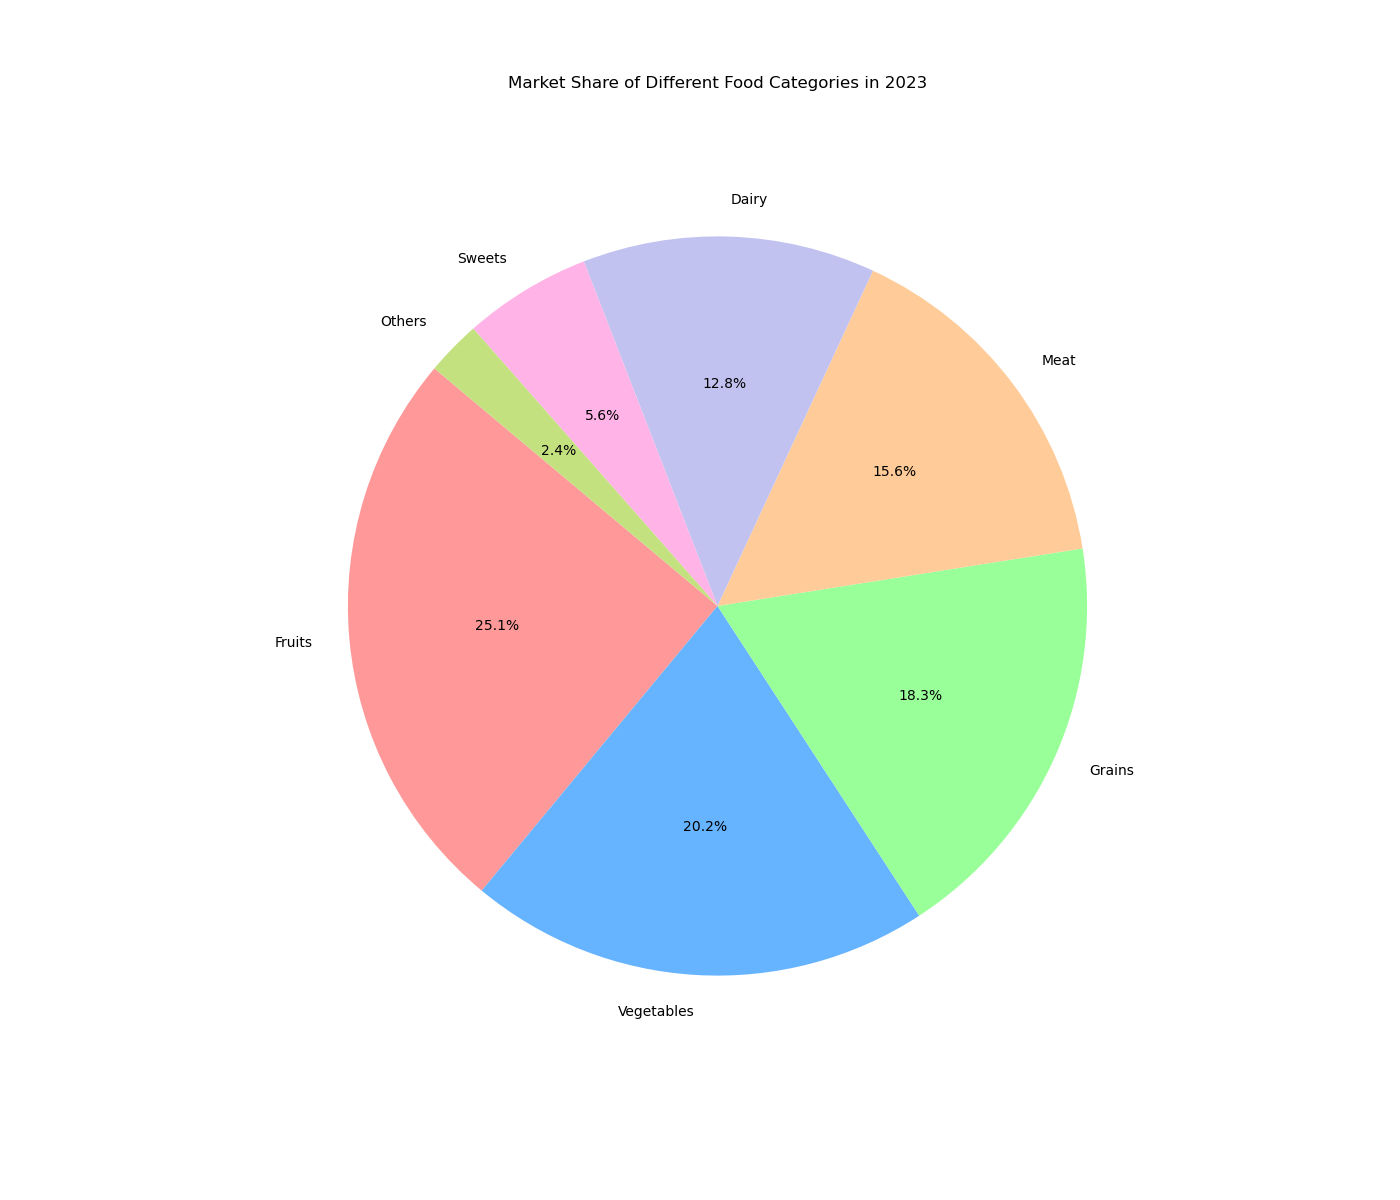 Market Share of Different Food Categories in 2023
Dairy
Sweets
Others
Meat
12.8%
5.6%
2.4%
15.6%
25.1%
Fruits
18.3%
Grains
20.2%
Vegetables